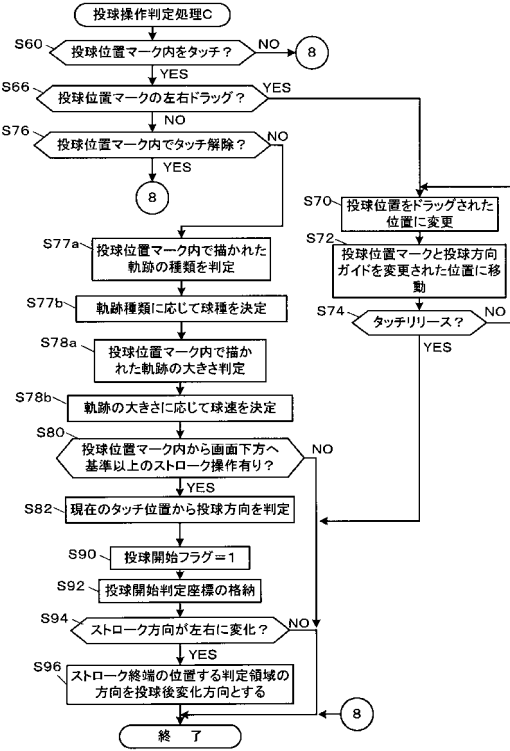 投球操作判定処理C
S60
投球位置マーク内をタッチ？
NO
8
YES
S66
投球位置マークの左右ドラッグ？
YES
NO
S76
投球位置マーク内でタッチ解除？
NO
YES
8
S70
投球位置をドラッグされた
位置に変更
S72
投球位置マークと投球方向
ガイドを変更された位置に移
動
S74
タッチリリース？
NO
YES
S77a
投球位置マーク内で描かれた
軌跡の種類を判定
S77b
軌跡種類に応じて球種を決定
S78a
投球位置マーク内で描か
れた軌跡の大きさ判定
S78b
軌跡の大きさに応じて球速を決定
S80
投球位置マーク内から画面下方へ
基準以上のストローク操作有り？
NO
YES
S82
現在のタッチ位置から投球方向を判定
S90
投球開始フラグ＝1
S92
投球開始判定座標の格納
S94
ストローク方向が左右に変化？
NO
YES
S96
ストローク終端の位置する判定領域の
方向を投球後変化方向とする
8
終 了